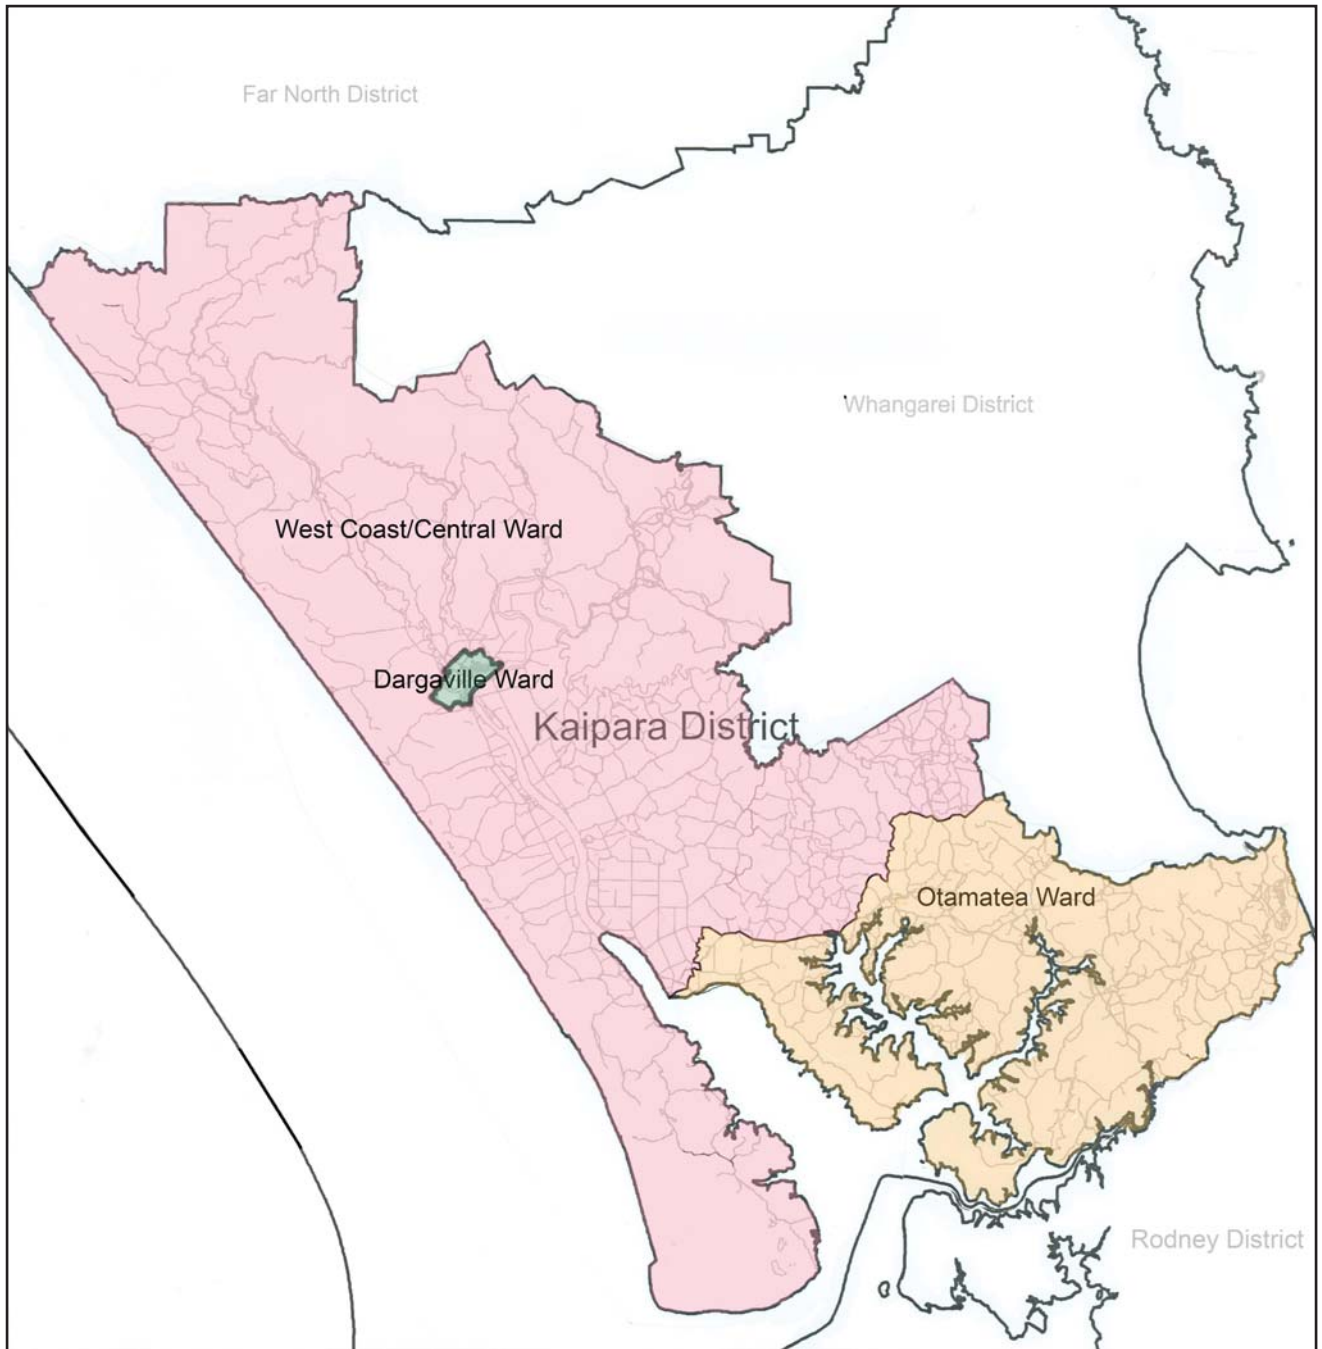 Far North District
Whangarei District
West Coast/Central Ward
Dargaville Ward
Kaipara District
Otamatea Ward
Rodney District